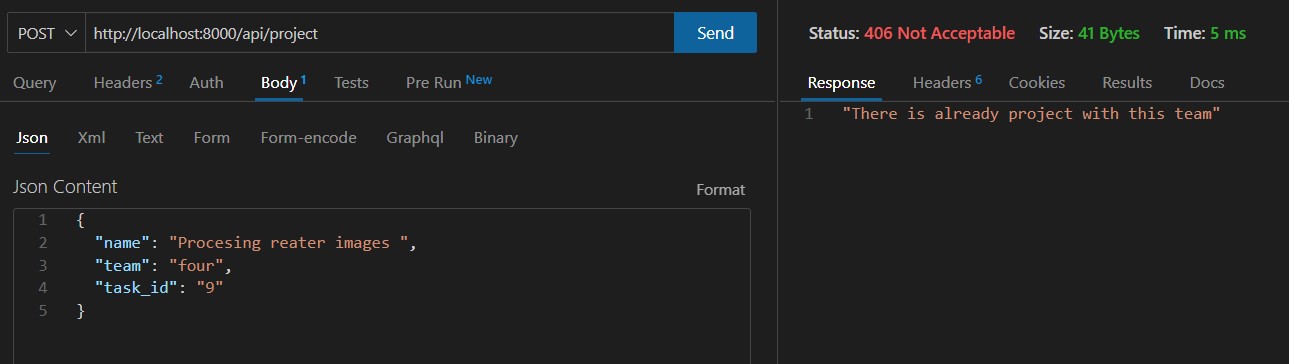 POST http://localhost:8000/api/project Send
Query Headers 2 Auth Body 1 Tests Pre Run New
Json Xml Text Form Form-encode Graphql Binary
Json Content Format
1 {
2 "name": "Procesing reater images ",
3 "team": "four",
4 "task_id": "9"
5 }
Status: 406 Not Acceptable Size: 41 Bytes Time: 5 ms
Response Headers 6 Cookies Results Docs
1 "There is already project with this team"